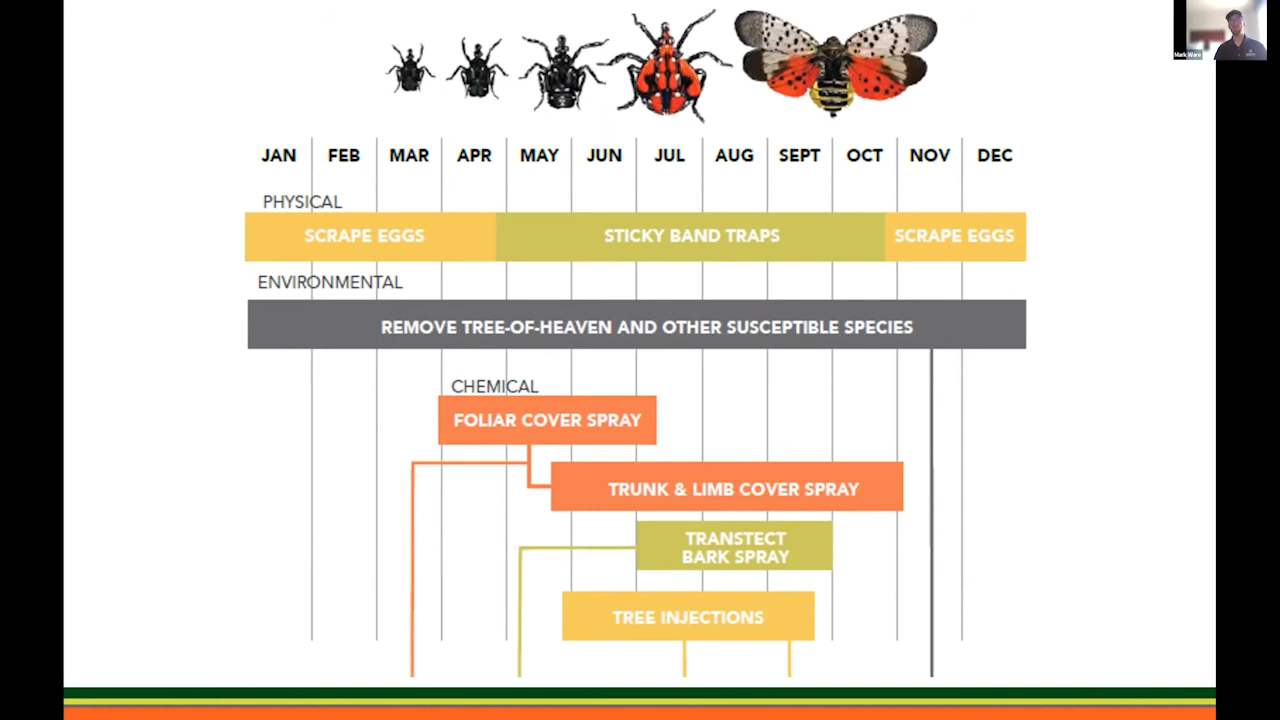 Mark Ware
JAN FEB MAR APR MAY JUN JUL AUG SEPT OCT NOV DEC
PHYSICAL
SCRAPE EGGS STICKY BAND TRAPS SCRAPE EGGS
ENVIRONMENTAL
REMOVE TREE-OF-HEAVEN AND OTHER SUSCEPTIBLE SPECIES
CHEMICAL
FOLIAR COVER SPRAY
TRUNK & LIMB COVER SPRAY
TRANSTECT
BARK SPRAY
TREE INJECTIONS